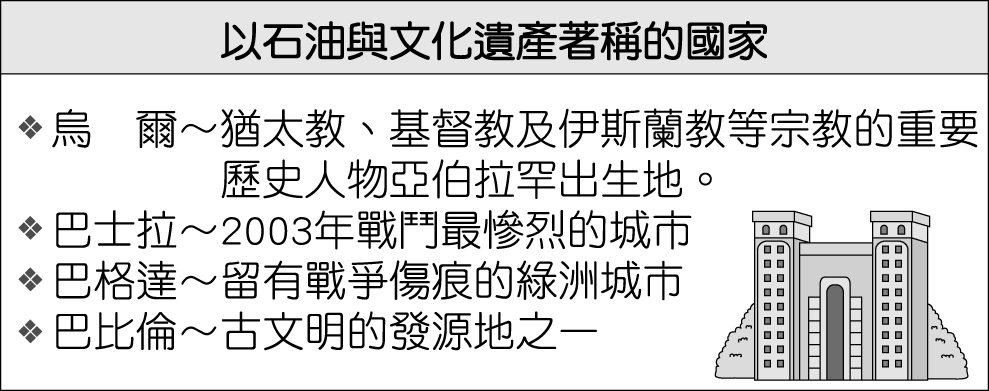 以石油與文化遺產著稱的國家
❖烏　爾～猶太教、基督教及伊斯蘭教等宗教的重要
歷史人物亞伯拉罕出生地。
❖巴士拉～2003年戰鬥最慘烈的城市
❖巴格達～留有戰爭傷痕的綠洲城市
❖巴比倫～古文明的發源地之一